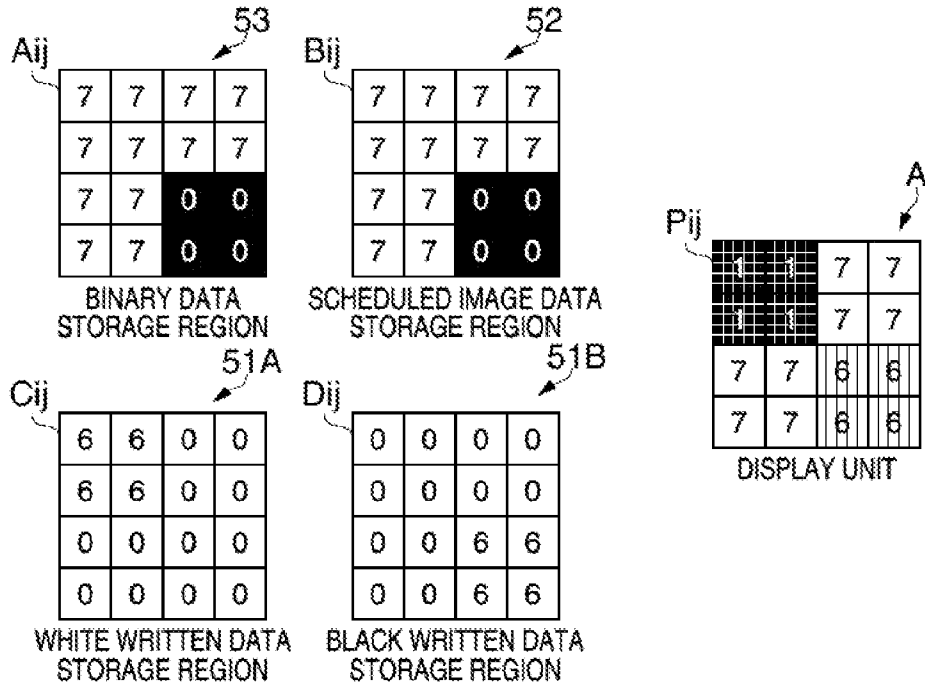 53
Aij
7 7 7 7
7 7 7 7
7 7 0 0
7 7 0 0
BINARY DATA
STORAGE REGION
52
Bij
7 7 7 7
7 7 7 7
7 7 0 0
7 7 0 0
SCHEDULED IMAGE DATA
STORAGE REGION
51A
Cij
6 6 0 0
6 6 0 0
0 0 0 0
0 0 0 0
WHITE WRITTEN DATA
STORAGE REGION
51B
Dij
0 0 0 0
0 0 0 0
0 0 6 6
0 0 6 6
BLACK WRITTEN DATA
STORAGE REGION
A
Pij
1 1 7 7
1 1 7 7
7 7 6 6
7 7 6 6
DISPLAY UNIT